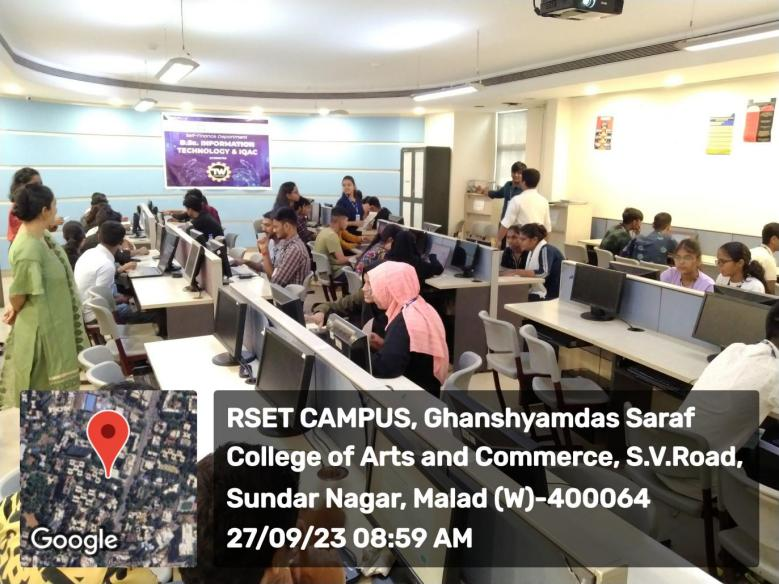 Self-Finance Department
B.Sc. INFORMATION
TECHNOLOGY & IQAC
TW
RSET CAMPUS, Ghanshyamdas Saraf
College of Arts and Commerce, S.V.Road,
Sundar Nagar, Malad (W)-400064
27/09/23 08:59 AM
Google